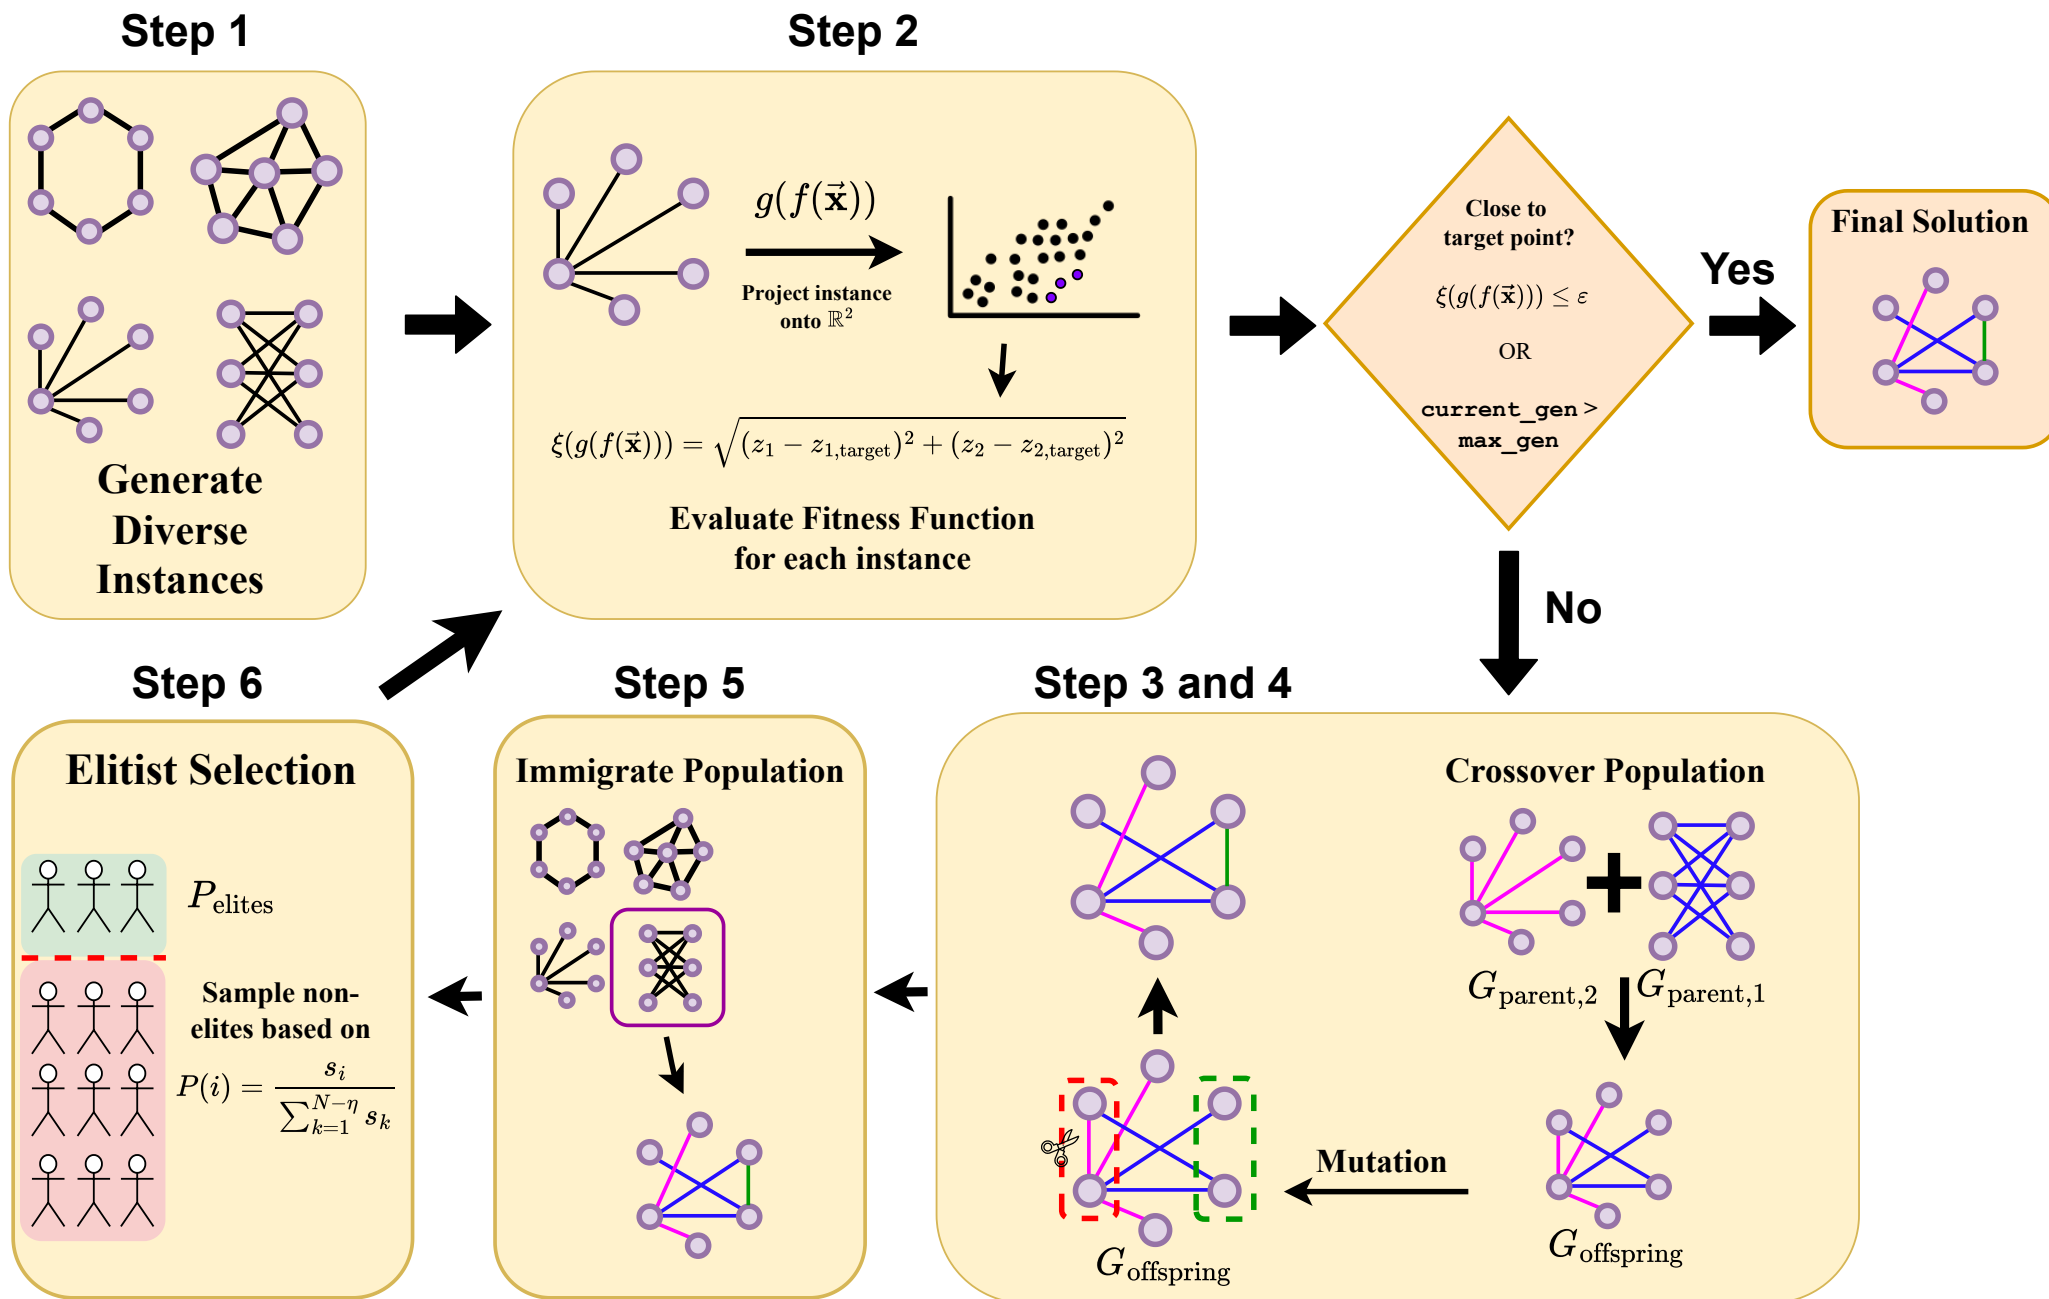 Step 1
Generate
Diverse
Instances
Step 2
g(f(x⃗))
Project instance
onto ℝ²
ξ(g(f(x⃗))) = √((z₁ − z₁,target)² + (z₂ − z₂,target)²)
Evaluate Fitness Function
for each instance
Close to
target point?
ξ(g(f(x⃗))) ≤ ε
OR
current_gen >
max_gen
Yes
Final Solution
No
Step 3 and 4
Crossover Population
G_parent,2
G_parent,1
G_offspring
Mutation
G_offspring
Step 5
Immigrate Population
Step 6
Elitist Selection
P_elites
Sample non-
elites based on
P(i) = s_i / ∑_{k=1}^{N−η} s_k